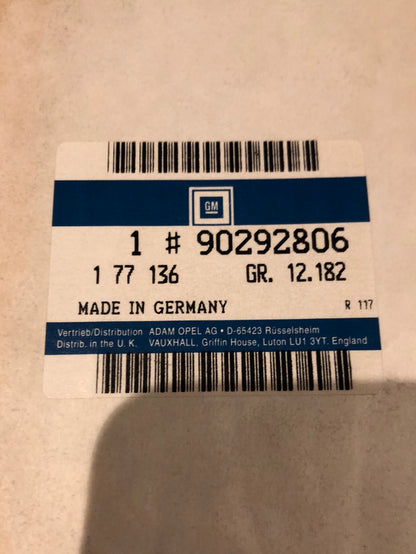 GM
1 # 90292806
1 77 136 GR. 12.182
MADE IN GERMANY R 117
Vertrieb/Distribution ADAM OPEL AG • D-65423 Rüsselsheim
Distrib. in the U. K. VAUXHALL, Griffin House, Luton LU1 3YT. England